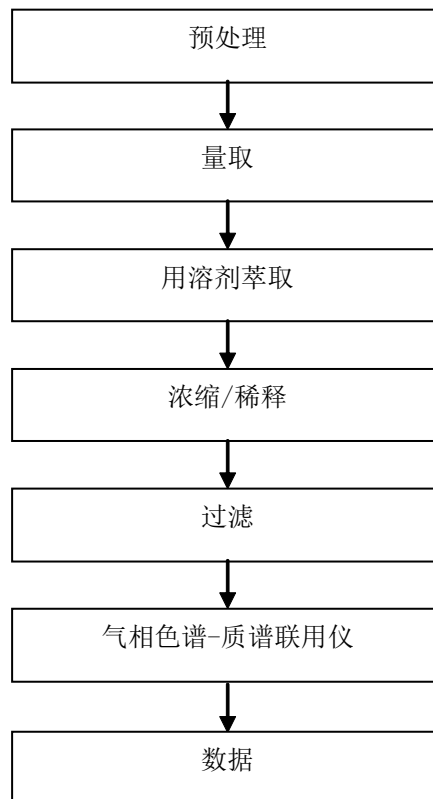 预处理
量取
用溶剂萃取
浓缩/稀释
过滤
气相色谱-质谱联用仪
数据